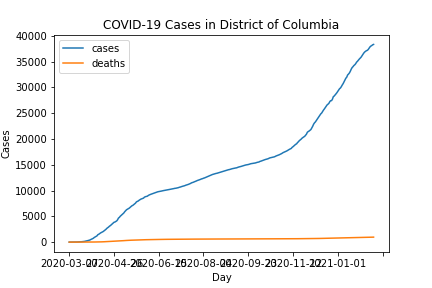 COVID-19 Cases in District of Columbia
cases
deaths
40000
35000
30000
25000
20000
15000
10000
5000
0
Cases
2020-03-07 2020-04-26 2020-06-15 2020-08-04 2020-09-23 2020-11-12 2021-01-01
Day